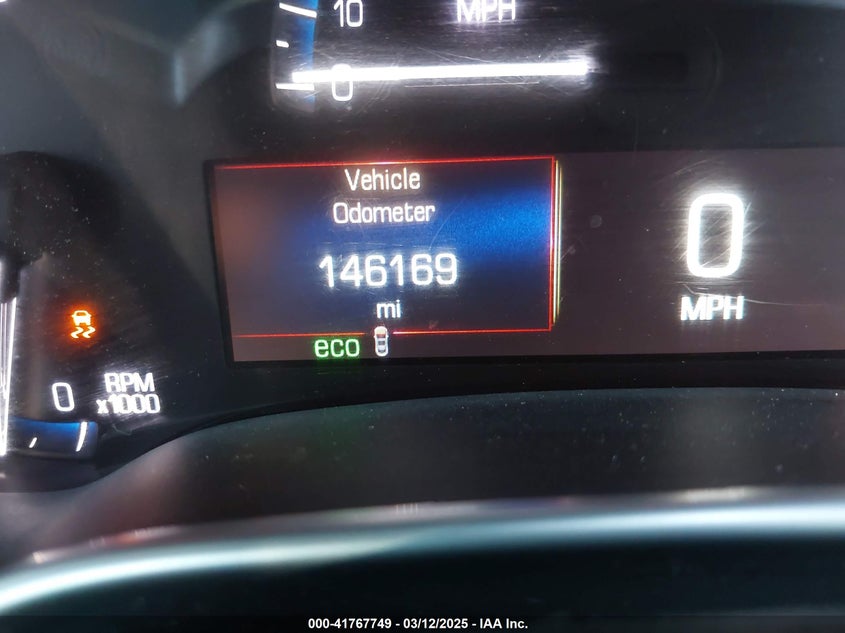 10 MPH
0
Vehicle
Odometer
146169
mi
0
MPH
eco
0 RPM
x1000
000-41767749 - 03/12/2025 - IAA Inc.